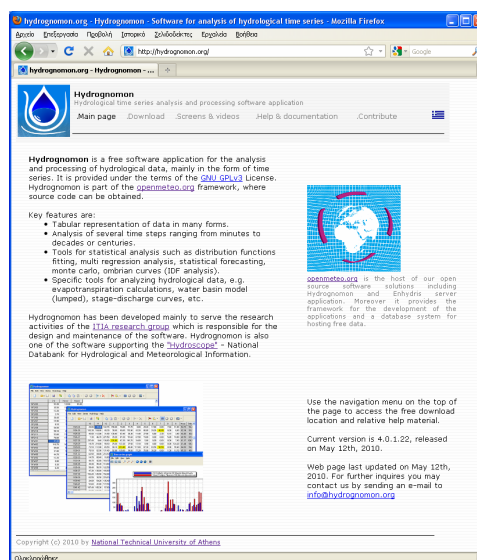 hydrognomon.org - Hydrognomon - Software for analysis of hydrological time series - Mozilla Firefox
Αρχείο Επεξεργασία Προβολή Ιστορικό Σελιδοδείκτες Εργαλεία Βοήθεια
http://hydrognomon.org/
Google
hydrognomon.org - Hydrognomon - ...
Hydrognomon
Hydrological time series analysis and processing software application
.Main page .Download .Screens & videos .Help & documentation .Contribute
Hydrognomon is a free software application for the analysis
and processing of hydrological data, mainly in the form of time
series. It is provided under the terms of the GNU GPLv3 License.
Hydrognomon is part of the openmeteo.org framework, where
source code can be obtained.
Key features are:
• Tabular representation of data in many forms.
• Analysis of several time steps ranging from minutes to
decades or centuries.
• Tools for statistical analysis such as distribution functions
fitting, multi regression analysis, statistical forecasting,
monte carlo, ombrian curves (IDF analysis).
• Specific tools for analyzing hydrological data, e.g.
evapotranspiration calculations, water basin model
(lumped), stage-discharge curves, etc.
Hydrognomon has been developed mainly to serve the research
activities of the ITIA research group which is responsible for the
design and maintenance of the software. Hydrognomon is also
one of the software supporting the "Hydroscope" - National
Databank for Hydrological and Meteorological Information.
openmeteo.org is the host of our open
source software solutions including
Hydrognomon and Enhydris server
application. Moreover it provides the
framework for the development of the
applications and a database system for
hosting free data.
Use the navigation menu on the top of
the page to access the free download
location and relative help material.
Current version is 4.0.1.22, released
on May 12th, 2010.
Web page last updated on May 12th,
2010. For further inquires you may
contact us by sending an e-mail to
info@hydrognomon.org
Copyright (c) 2010 by National Technical University of Athens
Ολοκληρώθηκε